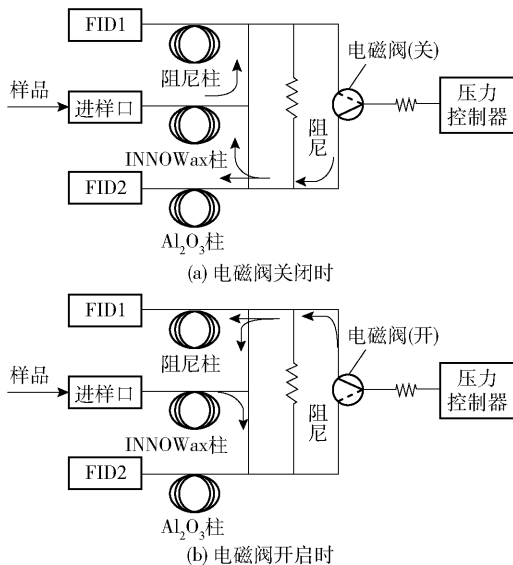 FID1
电磁阀(关)
阻尼柱
样品
进样口
压力
控制器
阻
尼
INNOWax柱
FID2
Al₂O₃柱
(a) 电磁阀关闭时
FID1
电磁阀(开)
阻尼柱
样品
进样口
压力
控制器
阻
尼
INNOWax柱
FID2
Al₂O₃柱
(b) 电磁阀开启时